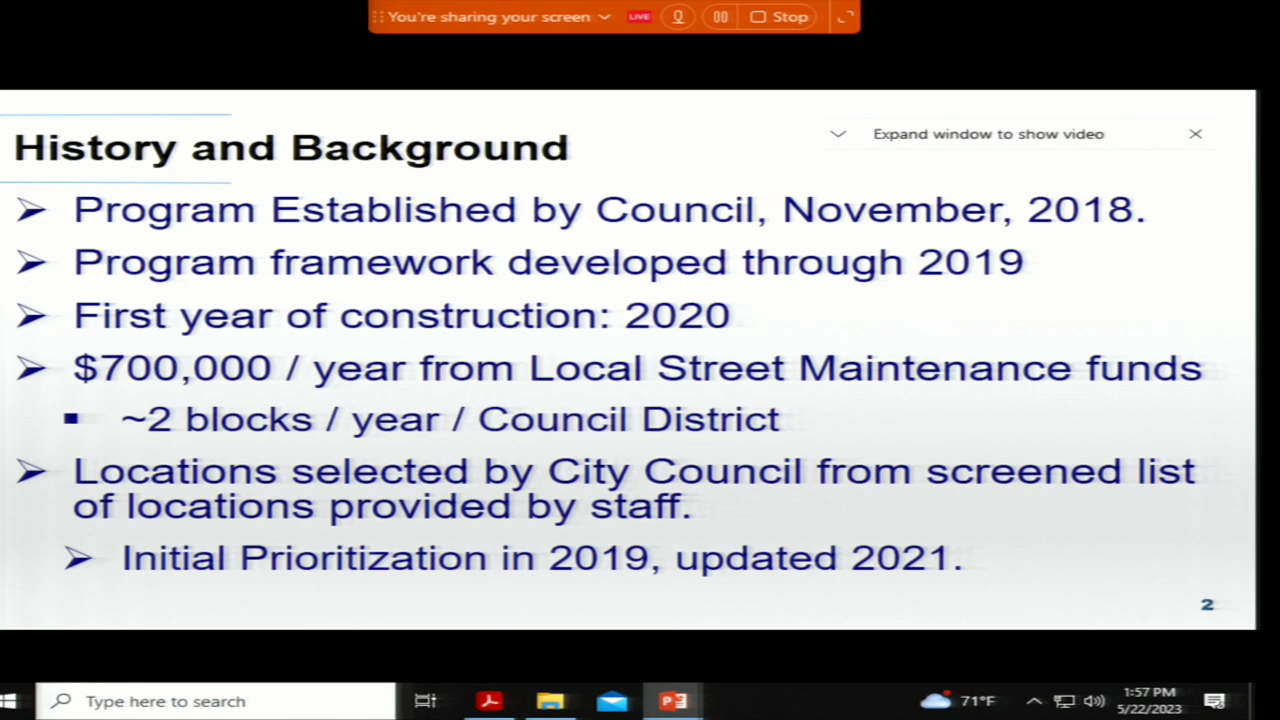 You're sharing your screen LIVE Stop
History and Background
Expand window to show video
Program Established by Council, November, 2018.
Program framework developed through 2019
First year of construction: 2020
$700,000 / year from Local Street Maintenance funds
~2 blocks / year / Council District
Locations selected by City Council from screened list
of locations provided by staff.
Initial Prioritization in 2019, updated 2021.
2
Type here to search
71°F
1:57 PM
5/22/2023